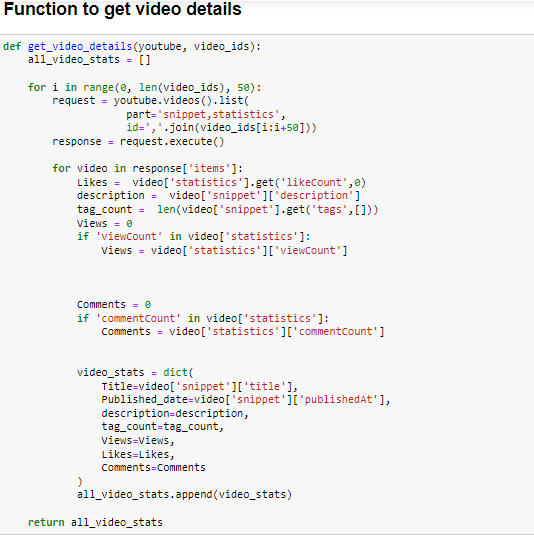 Function to get video details
def get_video_details(youtube, video_ids):
    all_video_stats = []
    for i in range(0, len(video_ids), 50):
        request = youtube.videos().list(
                    part='snippet,statistics',
                    id=','.join(video_ids[i:i+50]))
        response = request.execute()
        for video in response['items']:
            Likes =  video['statistics'].get('likeCount',0)
            description =  video['snippet']['description']
            tag_count =  len(video['snippet'].get('tags',[]))
            Views = 0
            if 'viewCount' in video['statistics']:
                Views = video['statistics']['viewCount']
            Comments = 0
            if 'commentCount' in video['statistics']:
                Comments = video['statistics']['commentCount']
            video_stats = dict(
                Title=video['snippet']['title'],
                Published_date=video['snippet']['publishedAt'],
                description=description,
                tag_count=tag_count,
                Views=Views,
                Likes=Likes,
                Comments=Comments
            )
            all_video_stats.append(video_stats)
    return all_video_stats